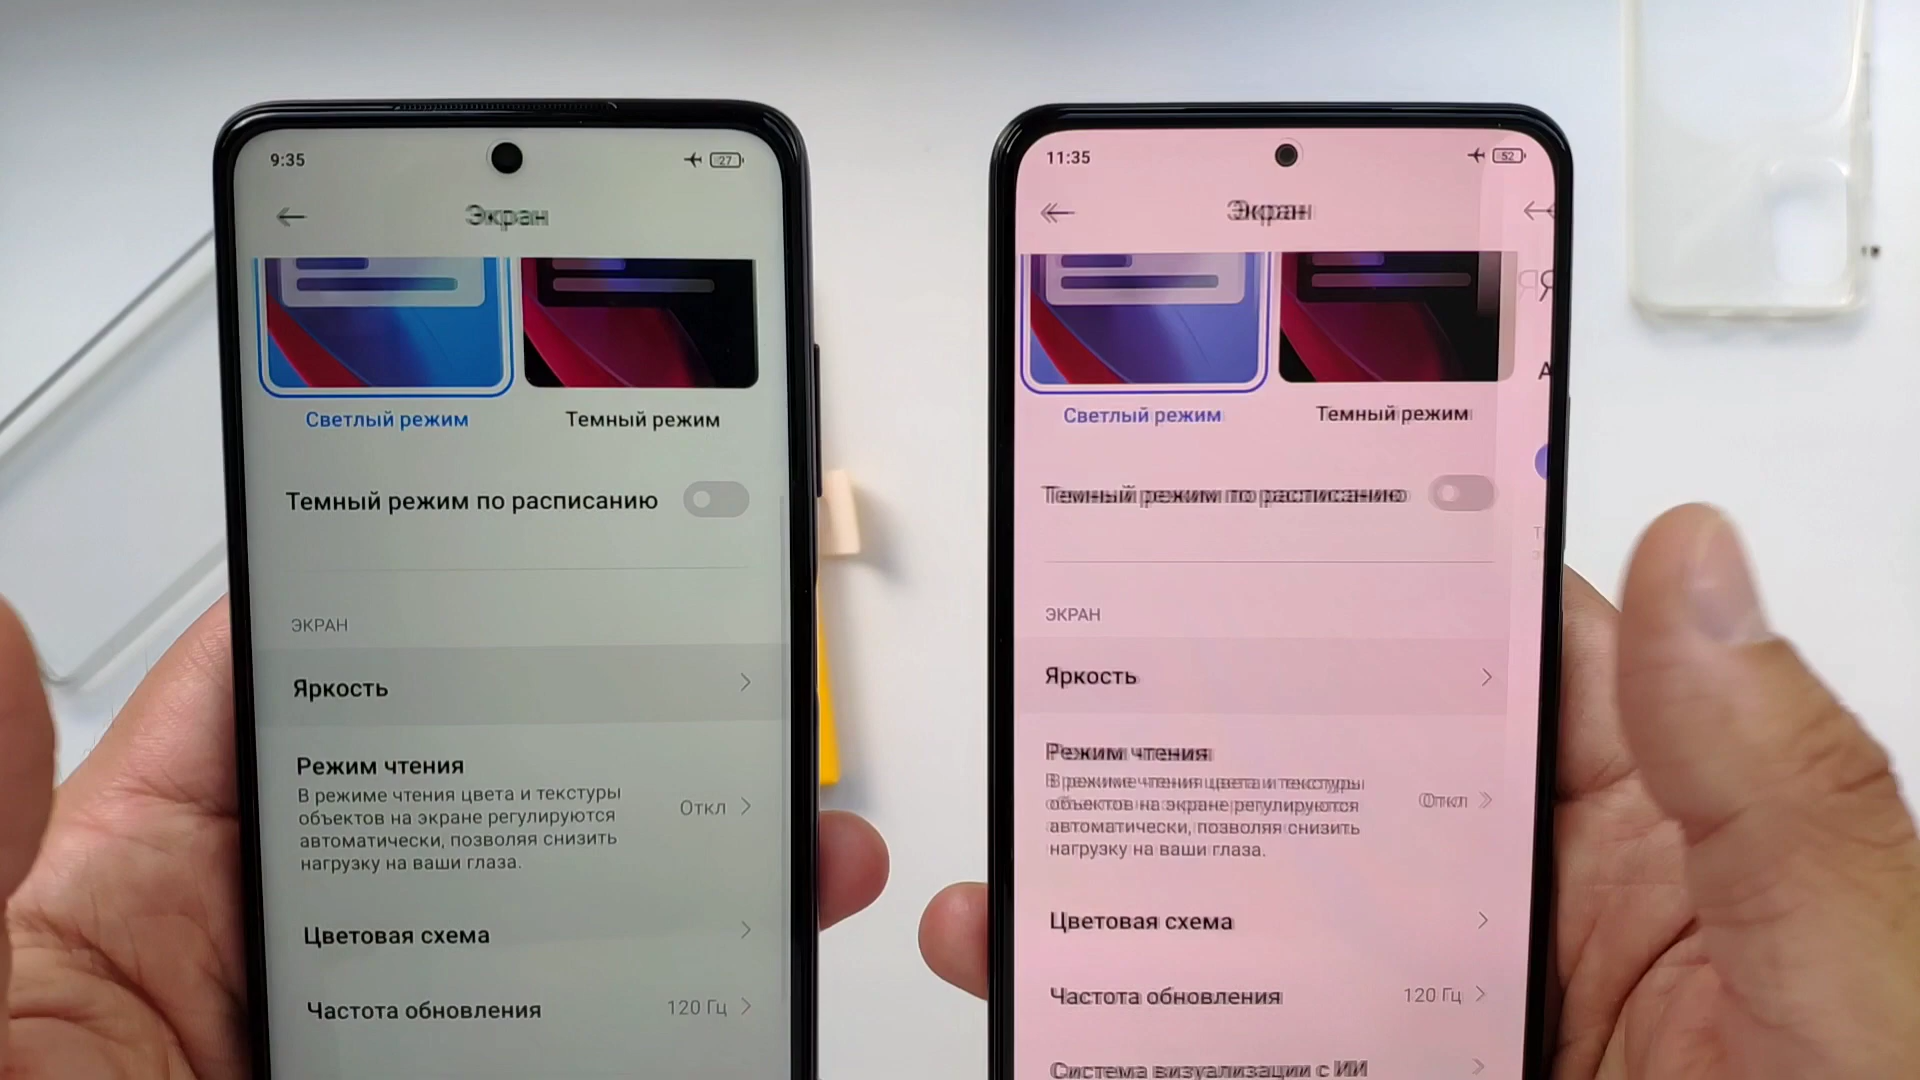 9:35
27
Экран
Светлый режим
Темный режим
Темный режим по расписанию
ЭКРАН
Яркость
Режим чтения
В режиме чтения цвета и текстуры
объектов на экране регулируются
автоматически, позволяя снизить
нагрузку на ваши глаза.
Откл
Цветовая схема
Частота обновления
120 Гц
11:35
52
Экран
Светлый режим
Темный режим
Темный режим по расписанию
ЭКРАН
Яркость
Режим чтения
В режиме чтения цвета и текстуры
объектов на экране регулируются
автоматически, позволяя снизить
нагрузку на ваши глаза.
Откл
Цветовая схема
Частота обновления
120 Гц
Система визуализации с ИИ